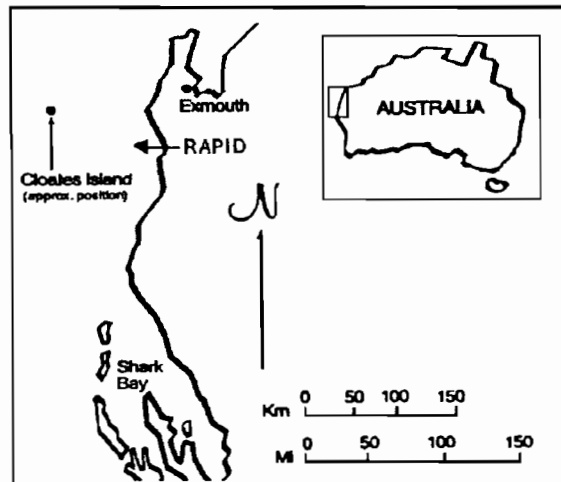 Exmouth
RAPID
Cloates Island
(approx. position)
N
Shark
Bay
AUSTRALIA
Km 0 50 100 150
Mi 0 50 100 150